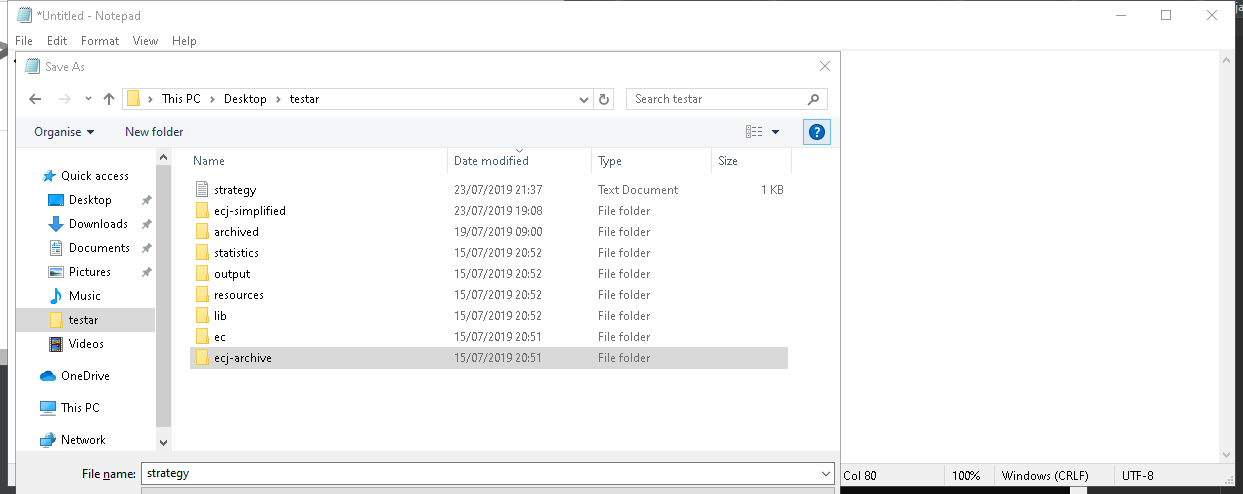 *Untitled - Notepad
File Edit Format View Help
Save As
This PC Desktop testar
Search testar
Organise New folder
Name Date modified Type Size
Quick access
Desktop
Downloads
Documents
Pictures
Music
testar
Videos
OneDrive
This PC
Network
strategy 23/07/2019 21:37 Text Document 1 KB
ecj-simplified 23/07/2019 19:08 File folder
archived 19/07/2019 09:00 File folder
statistics 15/07/2019 20:52 File folder
output 15/07/2019 20:52 File folder
resources 15/07/2019 20:52 File folder
lib 15/07/2019 20:52 File folder
ec 15/07/2019 20:51 File folder
ecj-archive 15/07/2019 20:51 File folder
File name: strategy
Col 80 100% Windows (CRLF) UTF-8